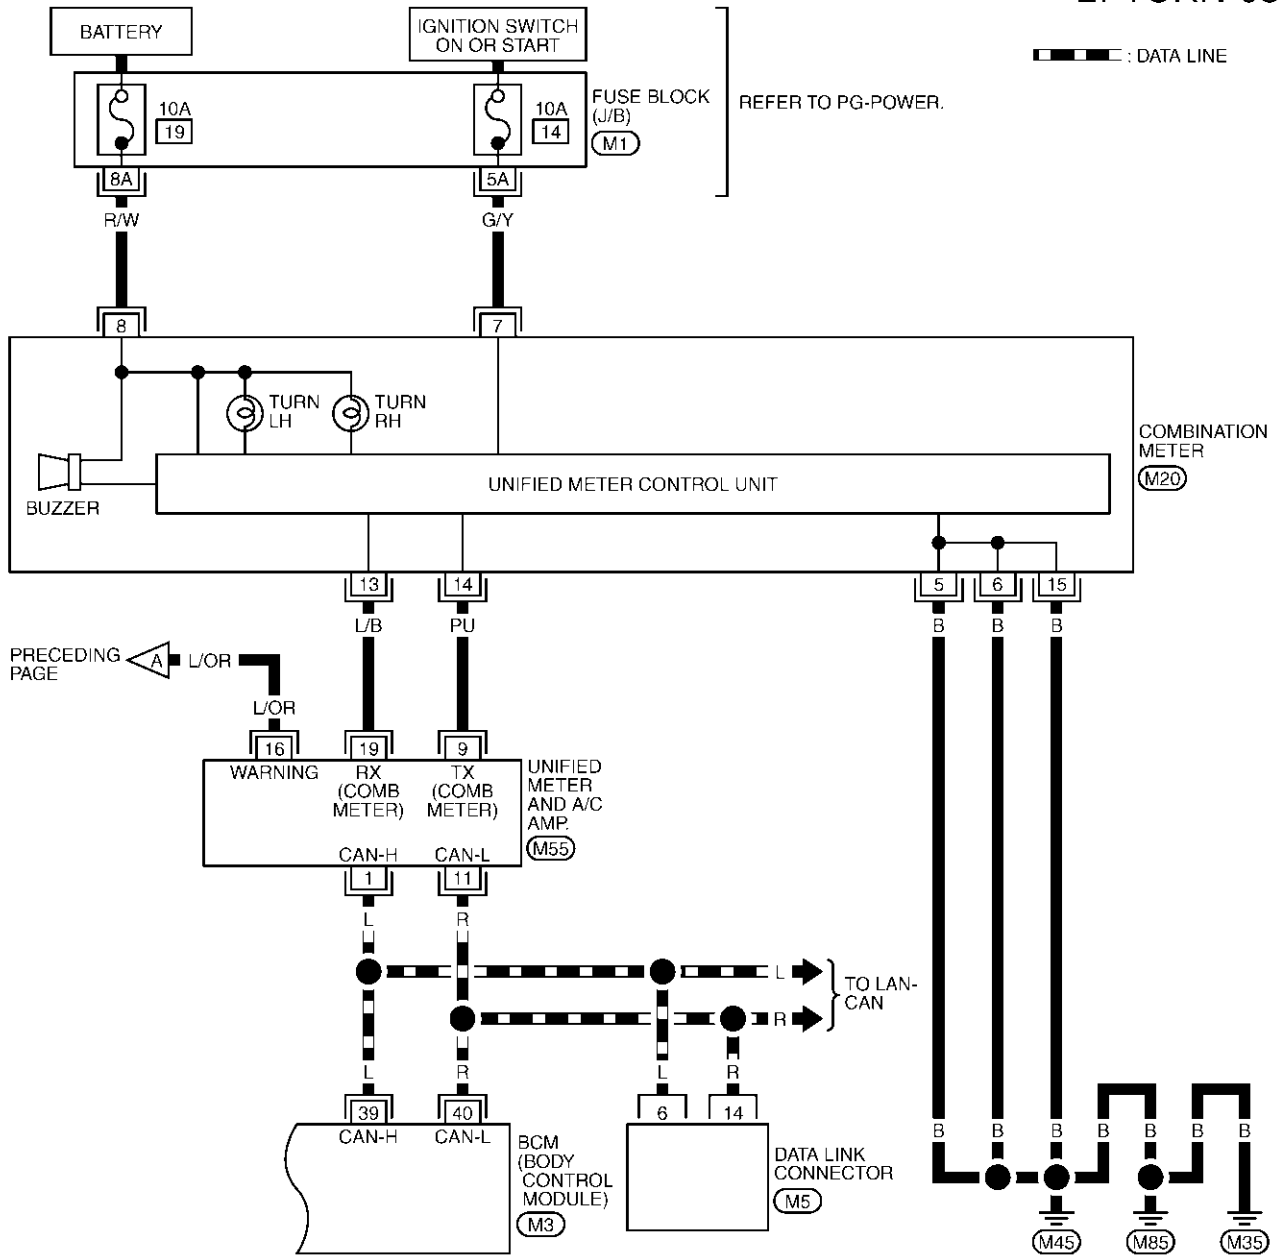 BATTERY
IGNITION SWITCH
ON OR START
: DATA LINE
10A
19
10A
14
FUSE BLOCK
(J/B)
M1
REFER TO PG-POWER.
8A
5A
R/W
G/Y
8
7
TURN
LH
TURN
RH
BUZZER
UNIFIED METER CONTROL UNIT
COMBINATION
METER
M20
13
14
5
6
15
L/B
PU
B
B
B
PRECEDING
PAGE
A
L/OR
L/OR
16
19
9
WARNING
RX
(COMB
METER)
TX
(COMB
METER)
UNIFIED
METER
AND A/C
AMP.
M55
CAN-H
CAN-L
1
11
L
R
L
R
TO LAN-
CAN
L
R
L
R
39
40
6
14
CAN-H
CAN-L
BCM
(BODY
CONTROL
MODULE)
M3
DATA LINK
CONNECTOR
M5
B
B
B
B
B
B
B
M45
M85
M35